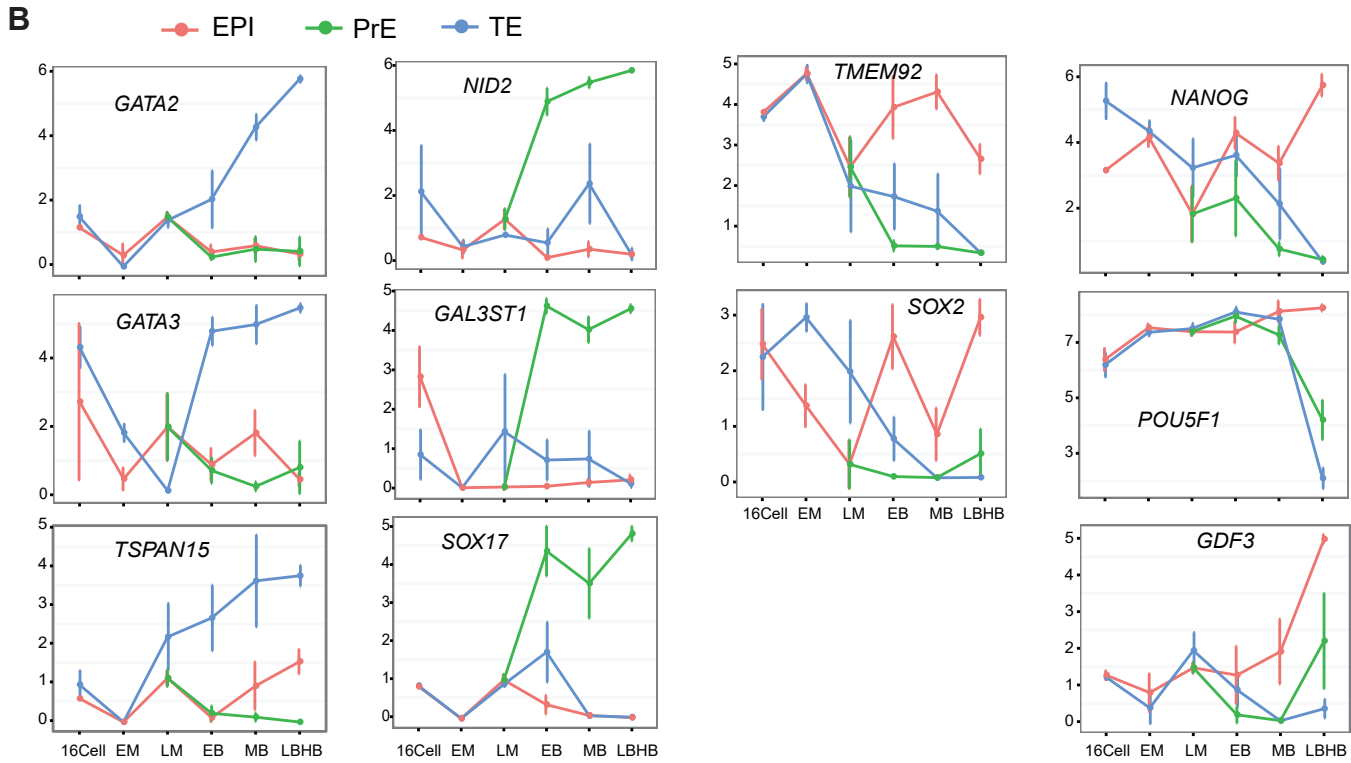 B
EPI PrE TE
GATA2
6
4
2
0
NID2
6
4
2
0
TMEM92
5
4
3
2
1
NANOG
6
4
2
GATA3
4
2
0
GAL3ST1
5
4
3
2
1
0
SOX2
3
2
1
0
16Cell EM LM EB MB LBHB
POU5F1
7
5
3
TSPAN15
5
4
3
2
1
0
16Cell EM LM EB MB LBHB
SOX17
5
4
3
2
1
0
16Cell EM LM EB MB LBHB
GDF3
5
4
3
2
1
0
16Cell EM LM EB MB LBHB